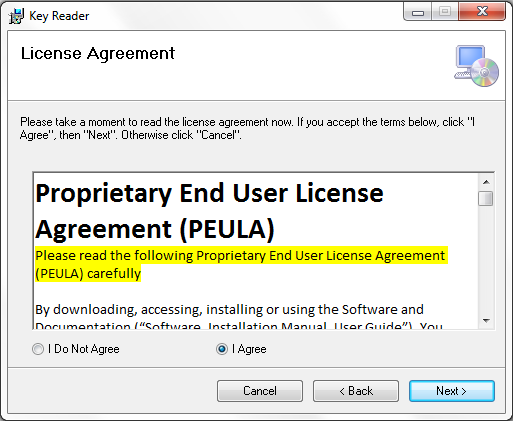 Key Reader
License Agreement
Please take a moment to read the license agreement now. If you accept the terms below, click "I
Agree", then "Next". Otherwise click "Cancel".
Proprietary End User License
Agreement (PEULA)
Please read the following Proprietary End User License Agreement
(PEULA) carefully
By downloading, accessing, installing or using the Software and
Documentation (“Software, Installation Manual, User Guide”). You
I Do Not Agree
I Agree
Cancel
< Back
Next >